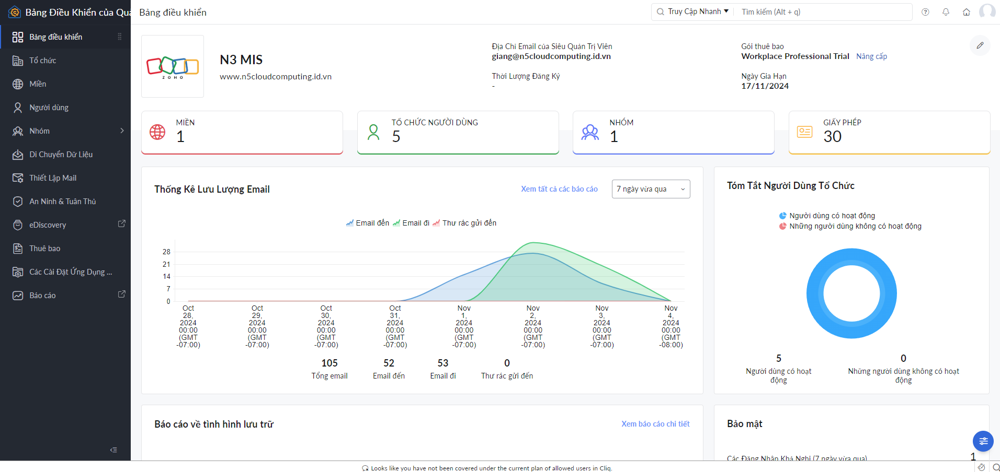 Bảng Điều Khiển của Quả
Bảng điều khiển
Truy Cập Nhanh
Tìm kiếm (Alt + q)
Bảng điều khiển
Tổ chức
Miền
Người dùng
Nhóm
Di Chuyển Dữ Liệu
Thiết Lập Mail
An Ninh & Tuân Thủ
eDiscovery
Thuê bao
Các Cài Đặt Ứng Dụng ...
Báo cáo
ZOHO
N3 MIS
www.n5cloudcomputing.id.vn
Địa Chỉ Email của Siêu Quản Trị Viên
giang@n5cloudcomputing.id.vn
Thời Lượng Đăng Ký
-
Gói thuê bao
Workplace Professional Trial Nâng cấp
Ngày Gia Hạn
17/11/2024
MIỀN
1
TỔ CHỨC NGƯỜI DÙNG
5
NHÓM
1
GIẤY PHÉP
30
Thống Kê Lưu Lượng Email
Xem tất cả các báo cáo
7 ngày vừa qua
Email đến Email đi Thư rác gửi đến
28
21
14
7
0
Oct 28, 2024 00:00 (GMT -07:00)
Oct 29, 2024 00:00 (GMT -07:00)
Oct 30, 2024 00:00 (GMT -07:00)
Oct 31, 2024 00:00 (GMT -07:00)
Nov 1, 2024 00:00 (GMT -07:00)
Nov 2, 2024 00:00 (GMT -07:00)
Nov 3, 2024 00:00 (GMT -07:00)
Nov 4, 2024 00:00 (GMT -08:00)
105
Tổng email
52
Email đến
53
Email đi
0
Thư rác gửi đến
Tóm Tắt Người Dùng Tổ Chức
Người dùng có hoạt động
Những người dùng không có hoạt động
5
Người dùng có hoạt
động
0
Những người dùng không có hoạt
động
Báo cáo về tình hình lưu trữ
Xem báo cáo chi tiết
Bảo mật
Các Đăng Nhập Khả Nghi (7 ngày vừa qua)
1
Looks like you have not been covered under the current plan of allowed users in Cliq.